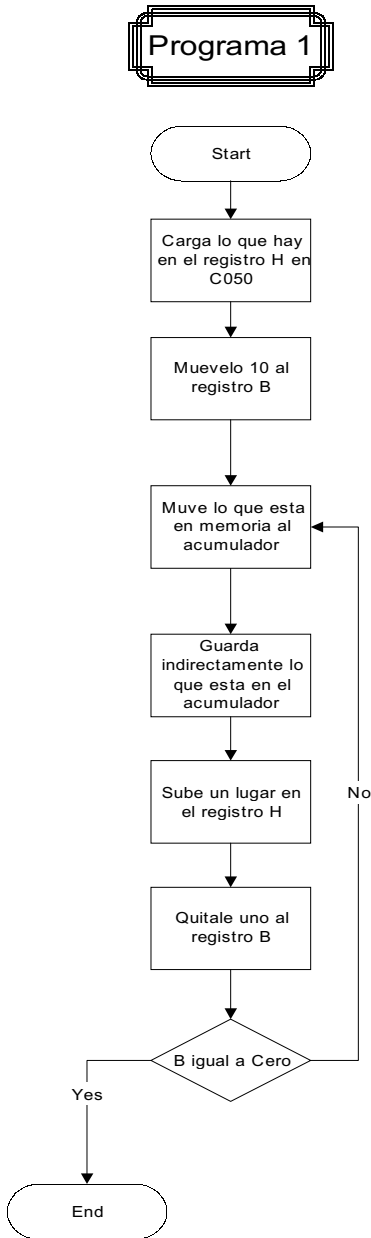 Programa 1
Start
Carga lo que hay
en el registro H en
C050
Muevelo 10 al
registro B
Muve lo que esta
en memoria al
acumulador
Guarda
indirectamente lo
que esta en el
acumulador
Sube un lugar en
el registro H
No
Quitale uno al
registro B
B igual a Cero
Yes
End